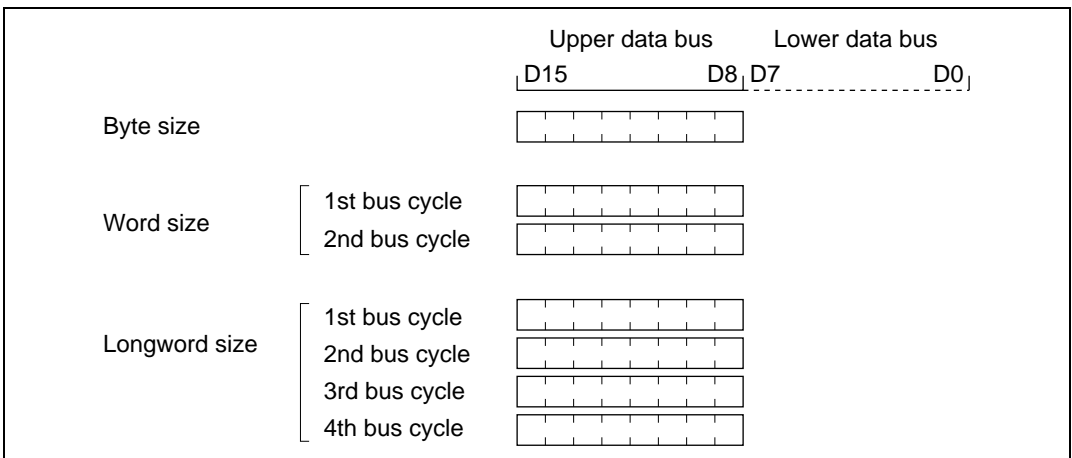 Upper data bus Lower data bus
D15 D8 D7 D0
Byte size
1st bus cycle
Word size
2nd bus cycle
1st bus cycle
Longword size
2nd bus cycle
3rd bus cycle
4th bus cycle